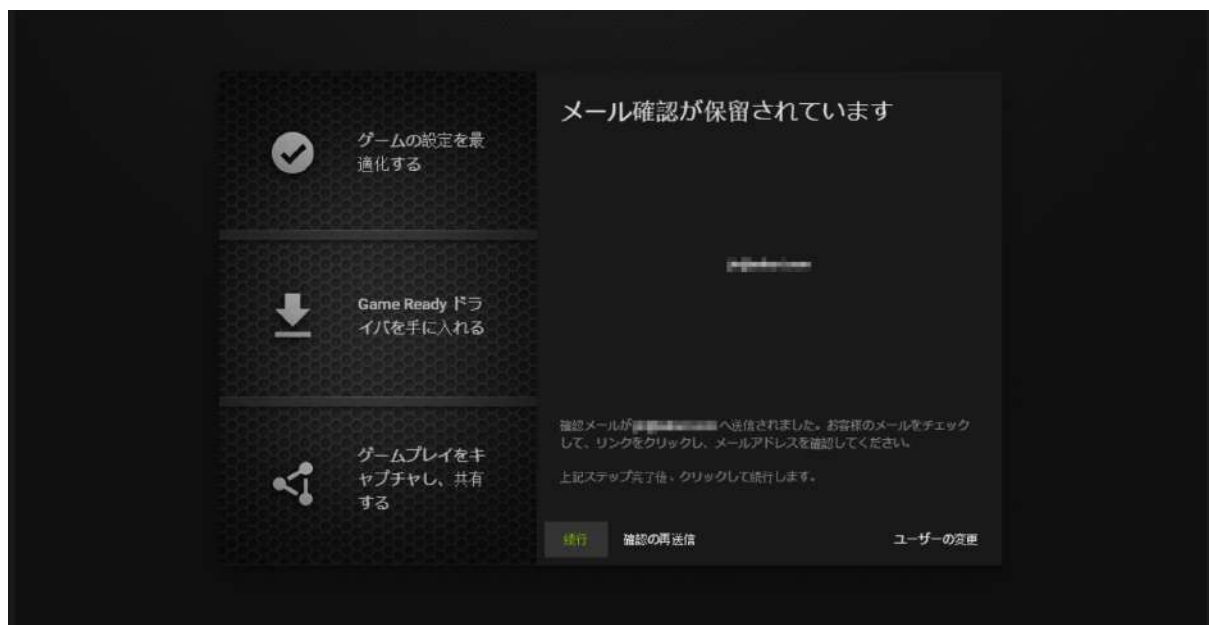 ゲームの設定を最
適化する
Game Ready ドラ
イバを手に入れる
ゲームプレイをキ
ャプチャし、共有
する
メール確認が保留されています
確認メールが へ送信されました。お客様のメールをチェック
して、リンクをクリックし、メールアドレスを確認してください。
上記ステップ完了後、クリックして続行します。
続行
確認の再送信
ユーザーの変更